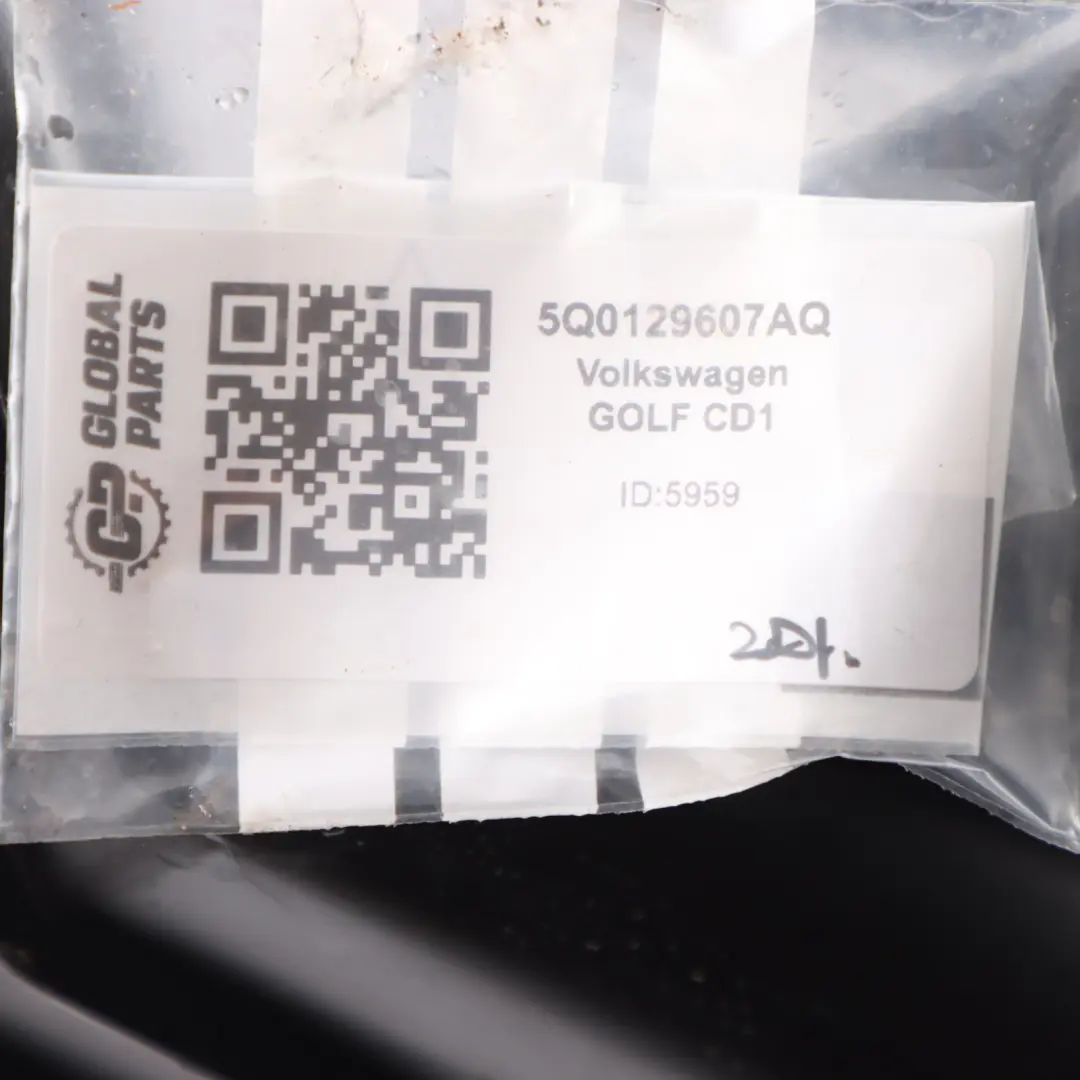 GLOBAL
PARTS
5Q0129607AQ
Volkswagen
GOLF CD1
ID:5959